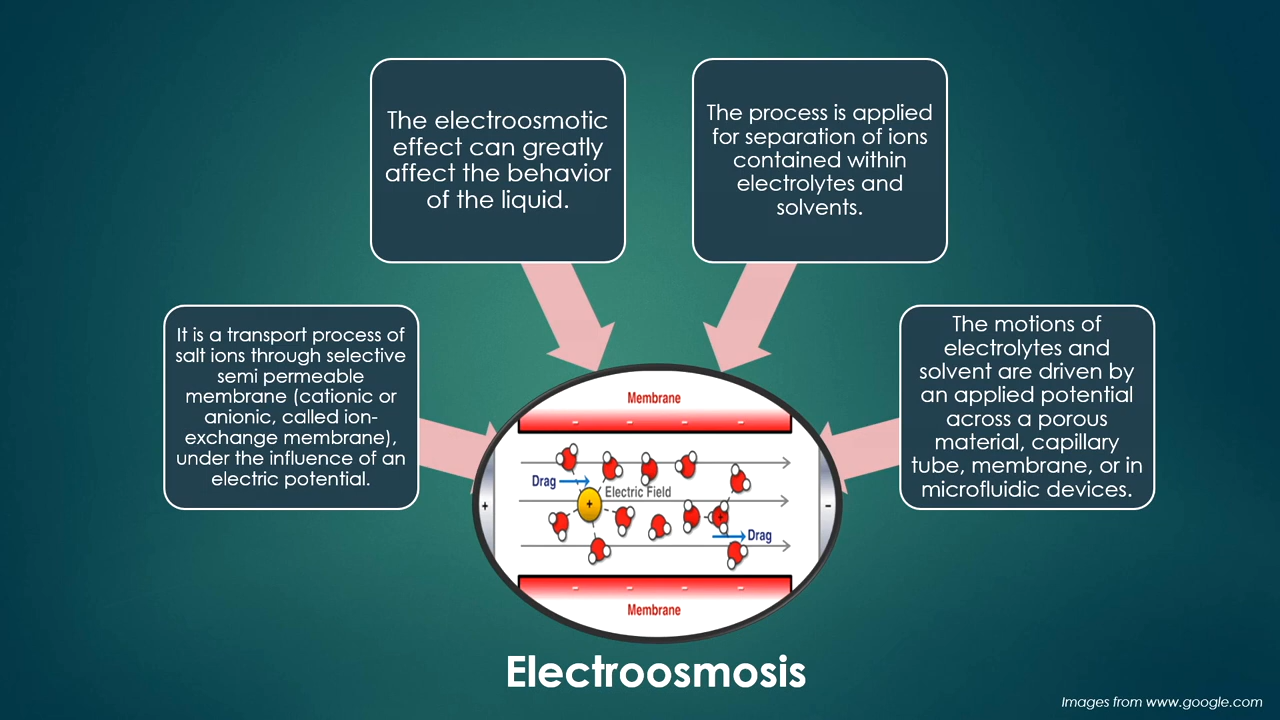 The electroosmotic
effect can greatly
affect the behavior
of the liquid.
The process is applied
for separation of ions
contained within
electrolytes and
solvents.
It is a transport process of
salt ions through selective
semi permeable
membrane (cationic or
anionic, called ion-
exchange membrane),
under the influence of an
electric potential.
The motions of
electrolytes and
solvent are driven by
an applied potential
across a porous
material, capillary
tube, membrane, or in
microfluidic devices.
Membrane
- - - -
Drag
Electric Field
+
+
+
-
Drag
- - - -
Membrane
Electroosmosis
Images from www.google.com